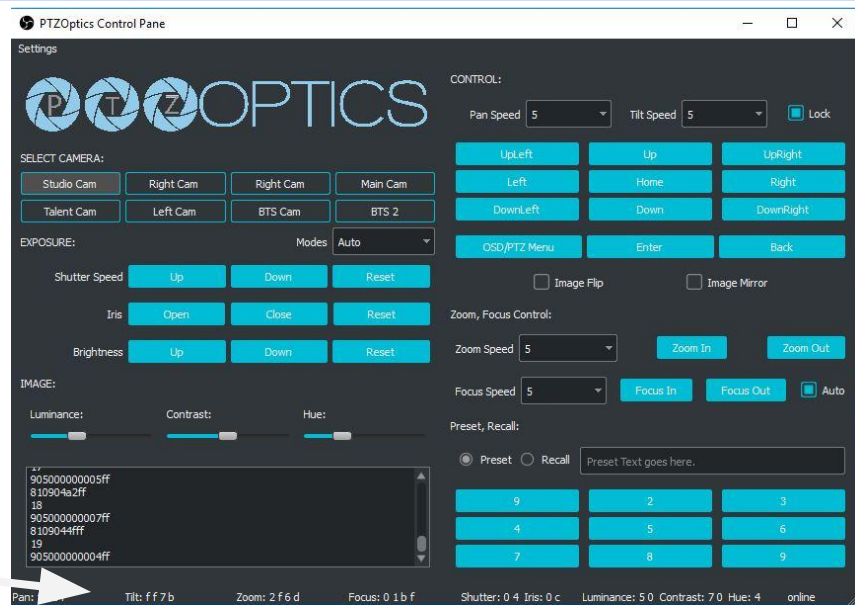 PTZOptics Control Pane
Settings
PTZOPTICS
SELECT CAMERA:
Studio Cam Right Cam Right Cam Main Cam
Talent Cam Left Cam BTS Cam BTS 2
EXPOSURE: Modes Auto
Shutter Speed Up Down Reset
Iris Open Close Reset
Brightness Up Down Reset
IMAGE:
Luminance: Contrast: Hue:
17
905000000005ff
810904a2ff
18
905000000007ff
8109044fff
19
905000000004ff
CONTROL:
Pan Speed 5 Tilt Speed 5 Lock
UpLeft Up UpRight
Left Home Right
DownLeft Down DownRight
OSD/PTZ Menu Enter Back
Image Flip Image Mirror
Zoom, Focus Control:
Zoom Speed 5 Zoom In Zoom Out
Focus Speed 5 Focus In Focus Out Auto
Preset, Recall:
Preset Recall Preset Text goes here.
9 2 3
4 5 6
7 8 9
Pan: Tilt: f f 7 b Zoom: 2 f 6 d Focus: 0 1 b f Shutter: 0 4 Iris: 0 c Luminance: 5 0 Contrast: 7 0 Hue: 4 online